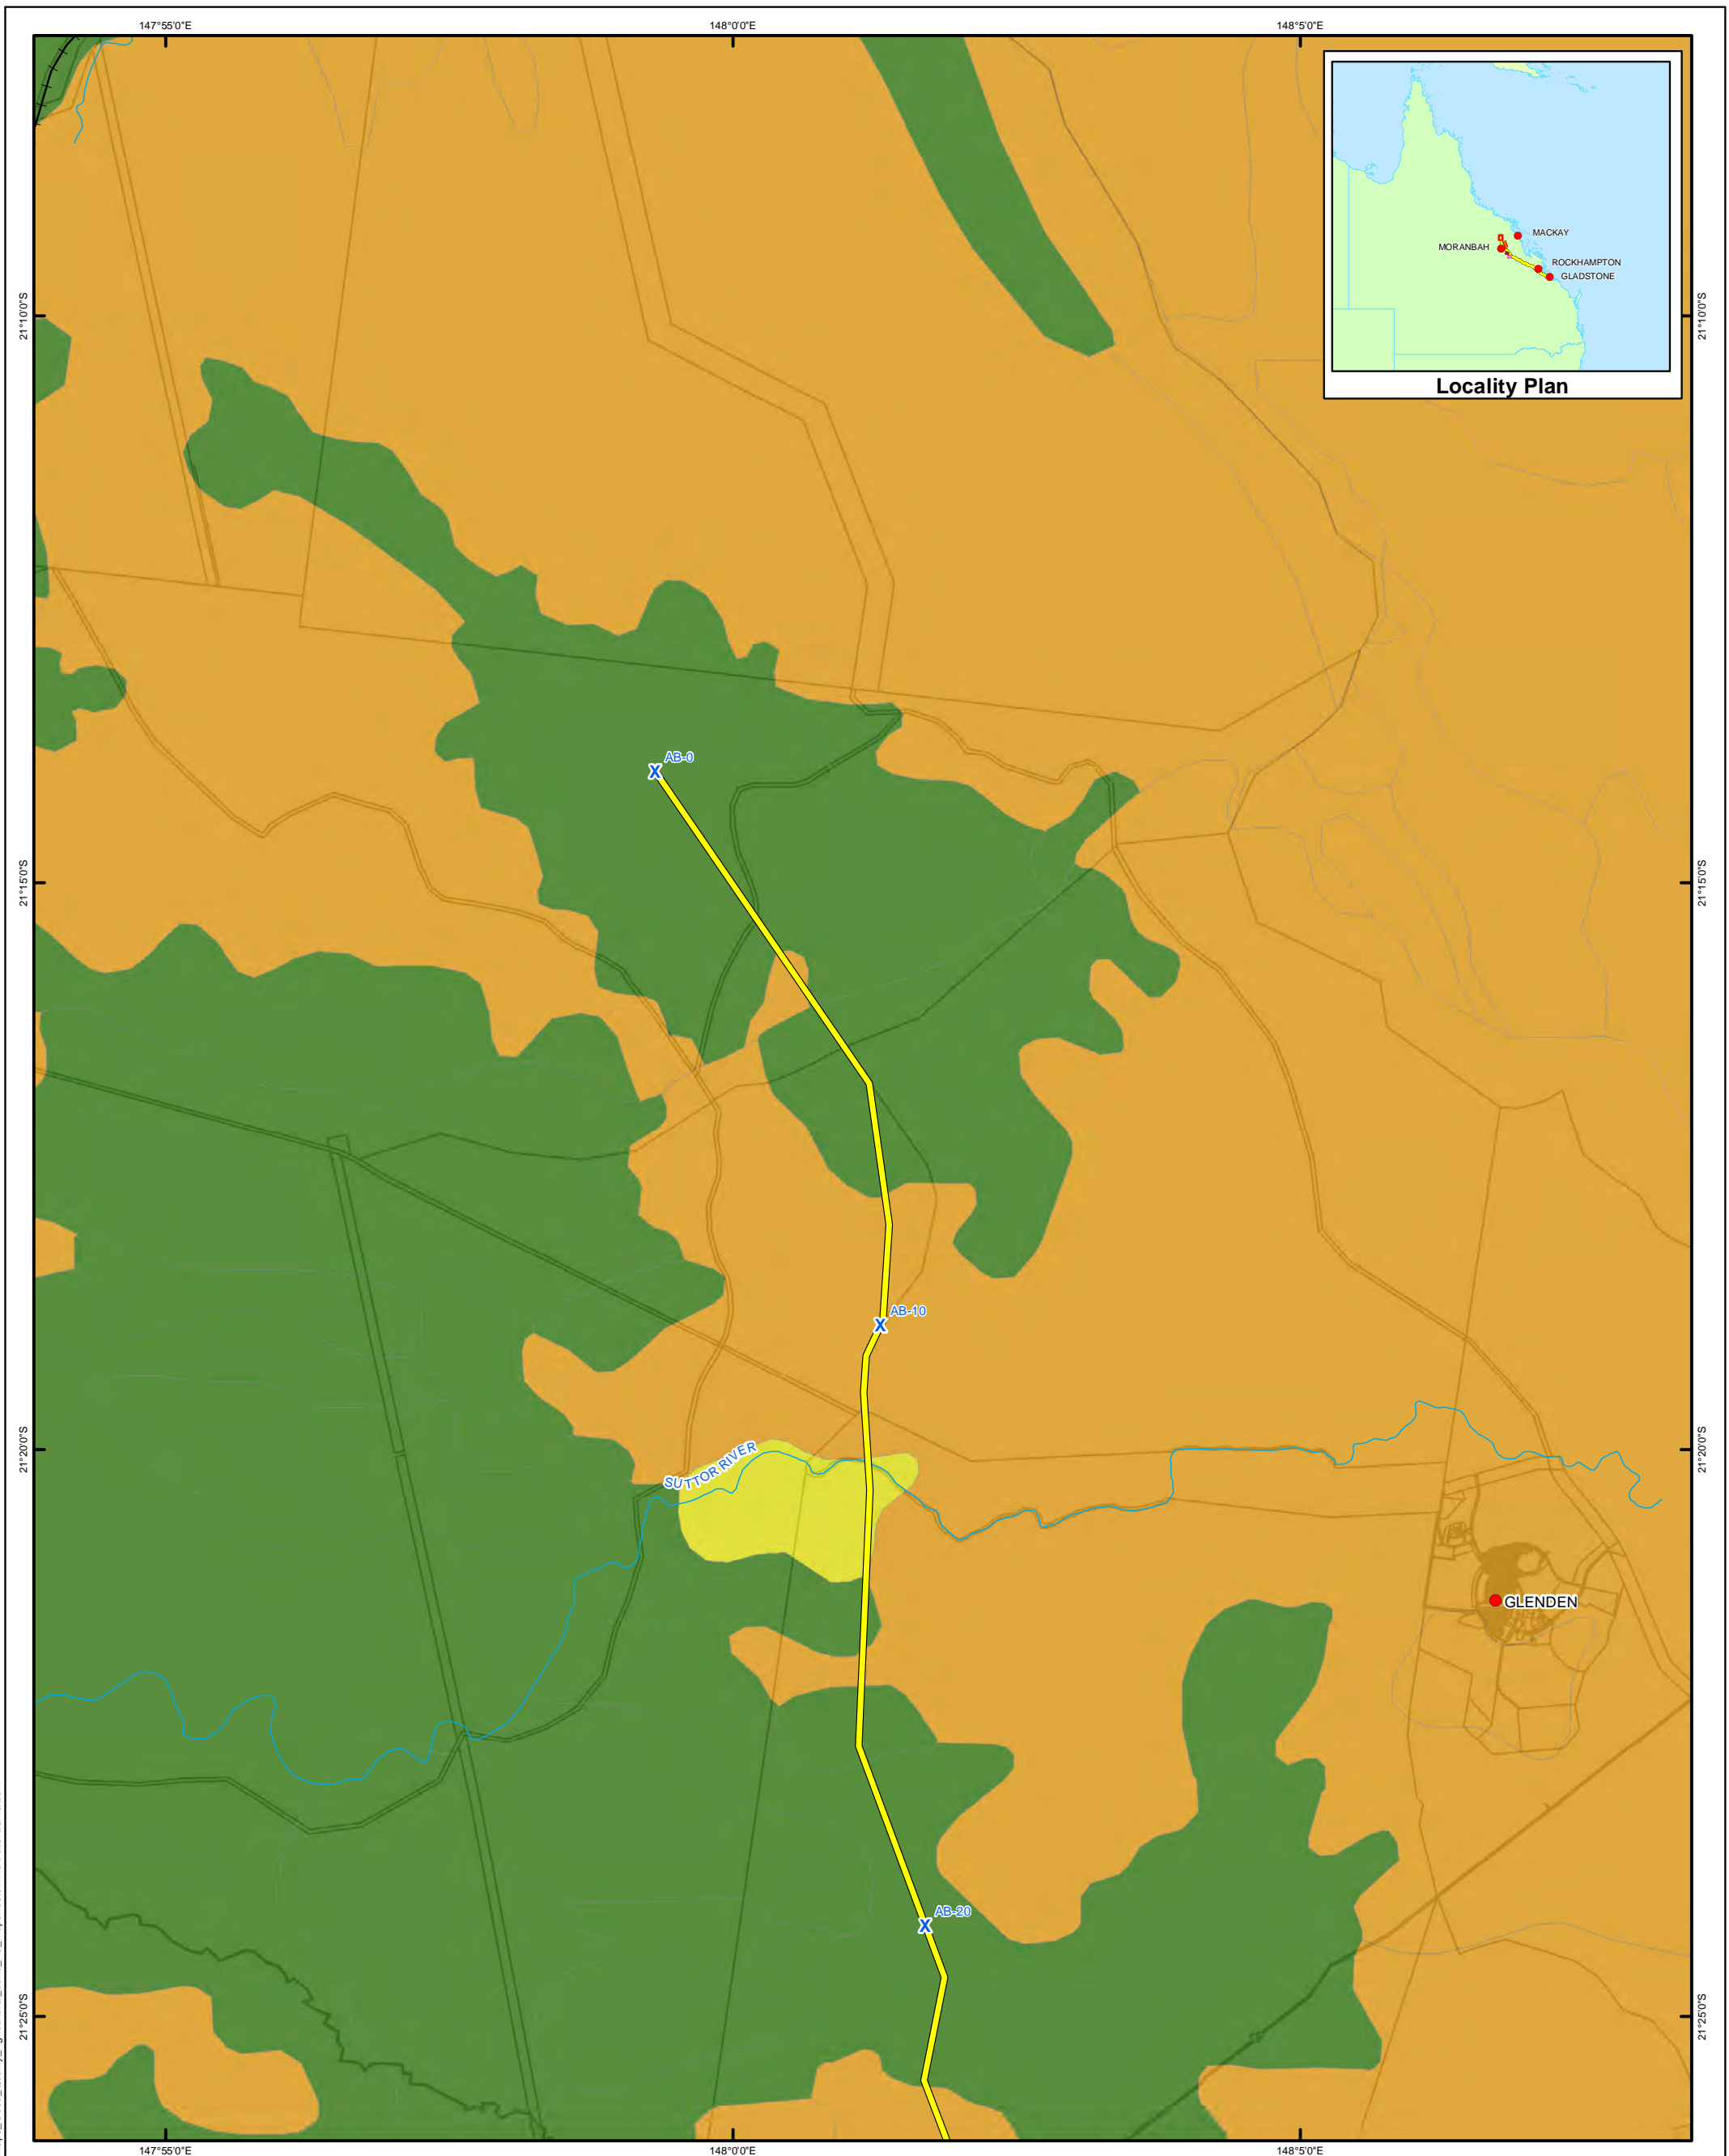 147°55'0"E
148°0'0"E
148°5'0"E
MACKAY
MORANBAH
ROCKHAMPTON
GLADSTONE
Locality Plan
21°10'0"S
21°10'0"S
AB-0
21°15'0"S
21°15'0"S
AB-10
SUTTOR RIVER
21°20'0"S
21°20'0"S
GLENDEN
AB-20
21°25'0"S
21°25'0"S
147°55'0"E
148°0'0"E
148°5'0"E